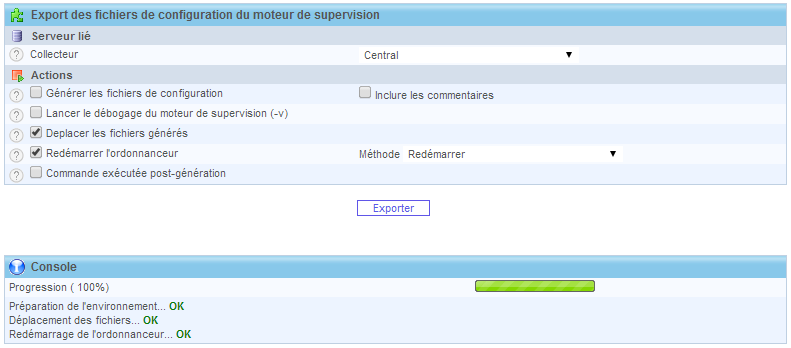 Export des fichiers de configuration du moteur de supervision
Serveur lié
? Collecteur Central
Actions
? Générer les fichiers de configuration Inclure les commentaires
? Lancer le débogage du moteur de supervision (-v)
? Deplacer les fichiers générés
? Redémarrer l'ordonnanceur Méthode Redémarrer
? Commande exécutée post-génération
Exporter
Console
Progression ( 100%)
Préparation de l'environnement... OK
Déplacement des fichiers... OK
Redémarrage de l'ordonnanceur... OK